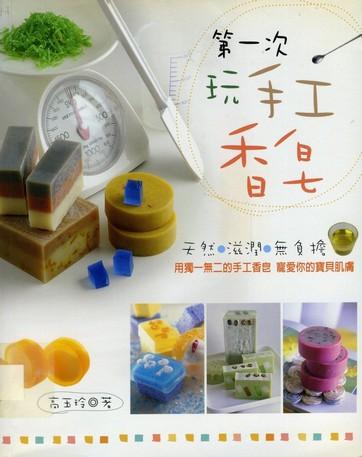 第一次
玩手工
香皂
天然●滋潤●無負擔
用獨一無二的手工香皂 寵愛你的寶貝肌膚
高玉玲◎著